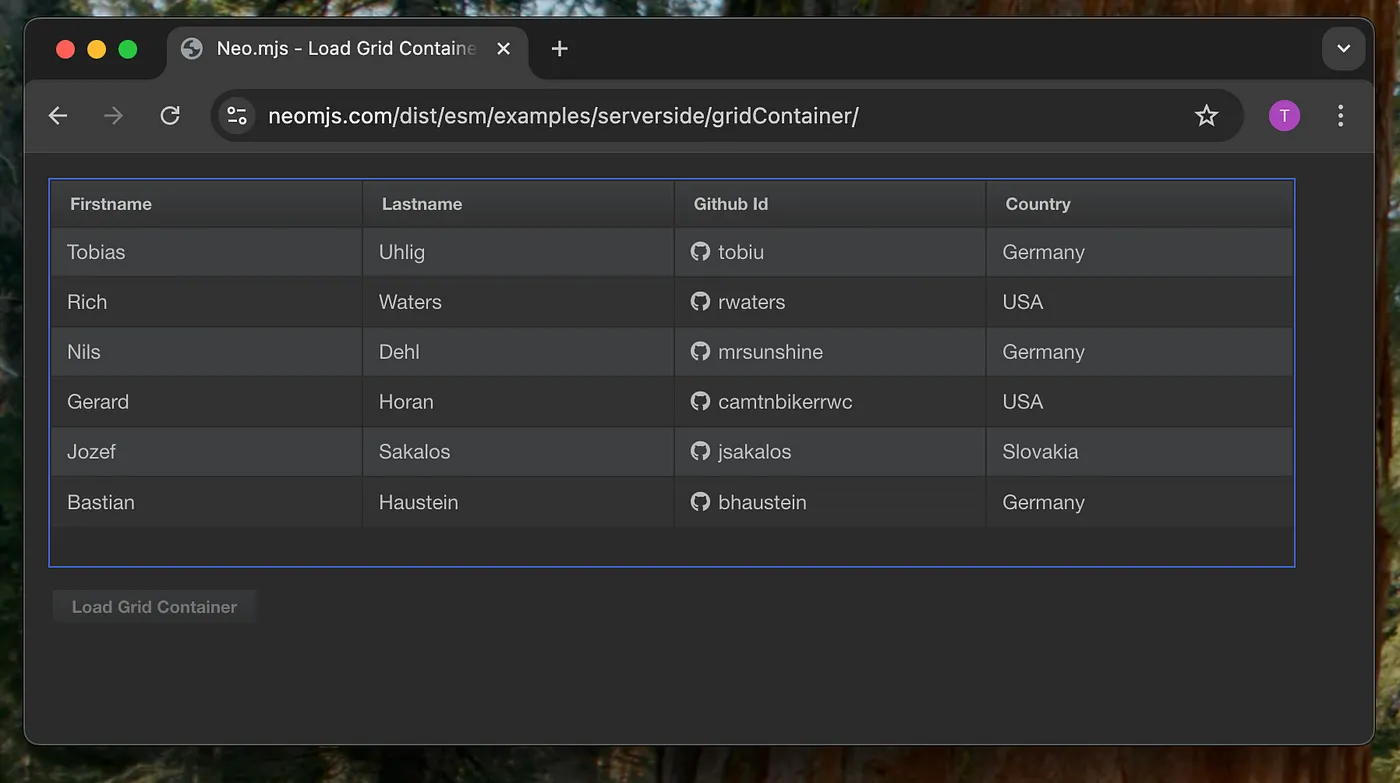 Neo.mjs - Load Grid Containe
neomjs.com/dist/esm/examples/serverside/gridContainer/
T
Firstname Lastname Github Id Country
Tobias Uhlig tobiu Germany
Rich Waters rwaters USA
Nils Dehl mrsunshine Germany
Gerard Horan camtnbikerrwc USA
Jozef Sakalos jsakalos Slovakia
Bastian Haustein bhaustein Germany
Load Grid Container